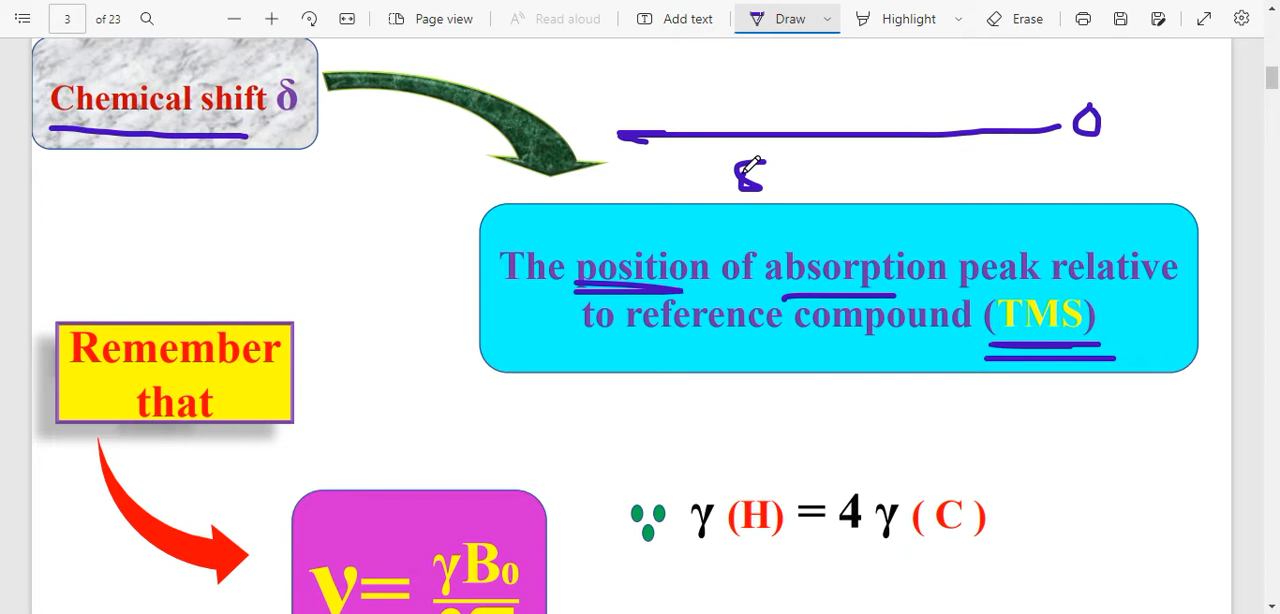 3 of 23 Page view Read aloud Add text Draw Highlight Erase
Chemical shift δ
0
The position of absorption peak relative
to reference compound (TMS)
Remember
that
γ (H) = 4 γ ( C )
ν= γB₀